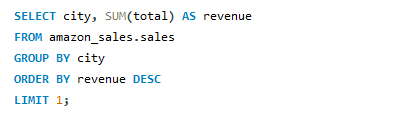 SELECT city, SUM(total) AS revenue
FROM amazon_sales.sales
GROUP BY city
ORDER BY revenue DESC
LIMIT 1;